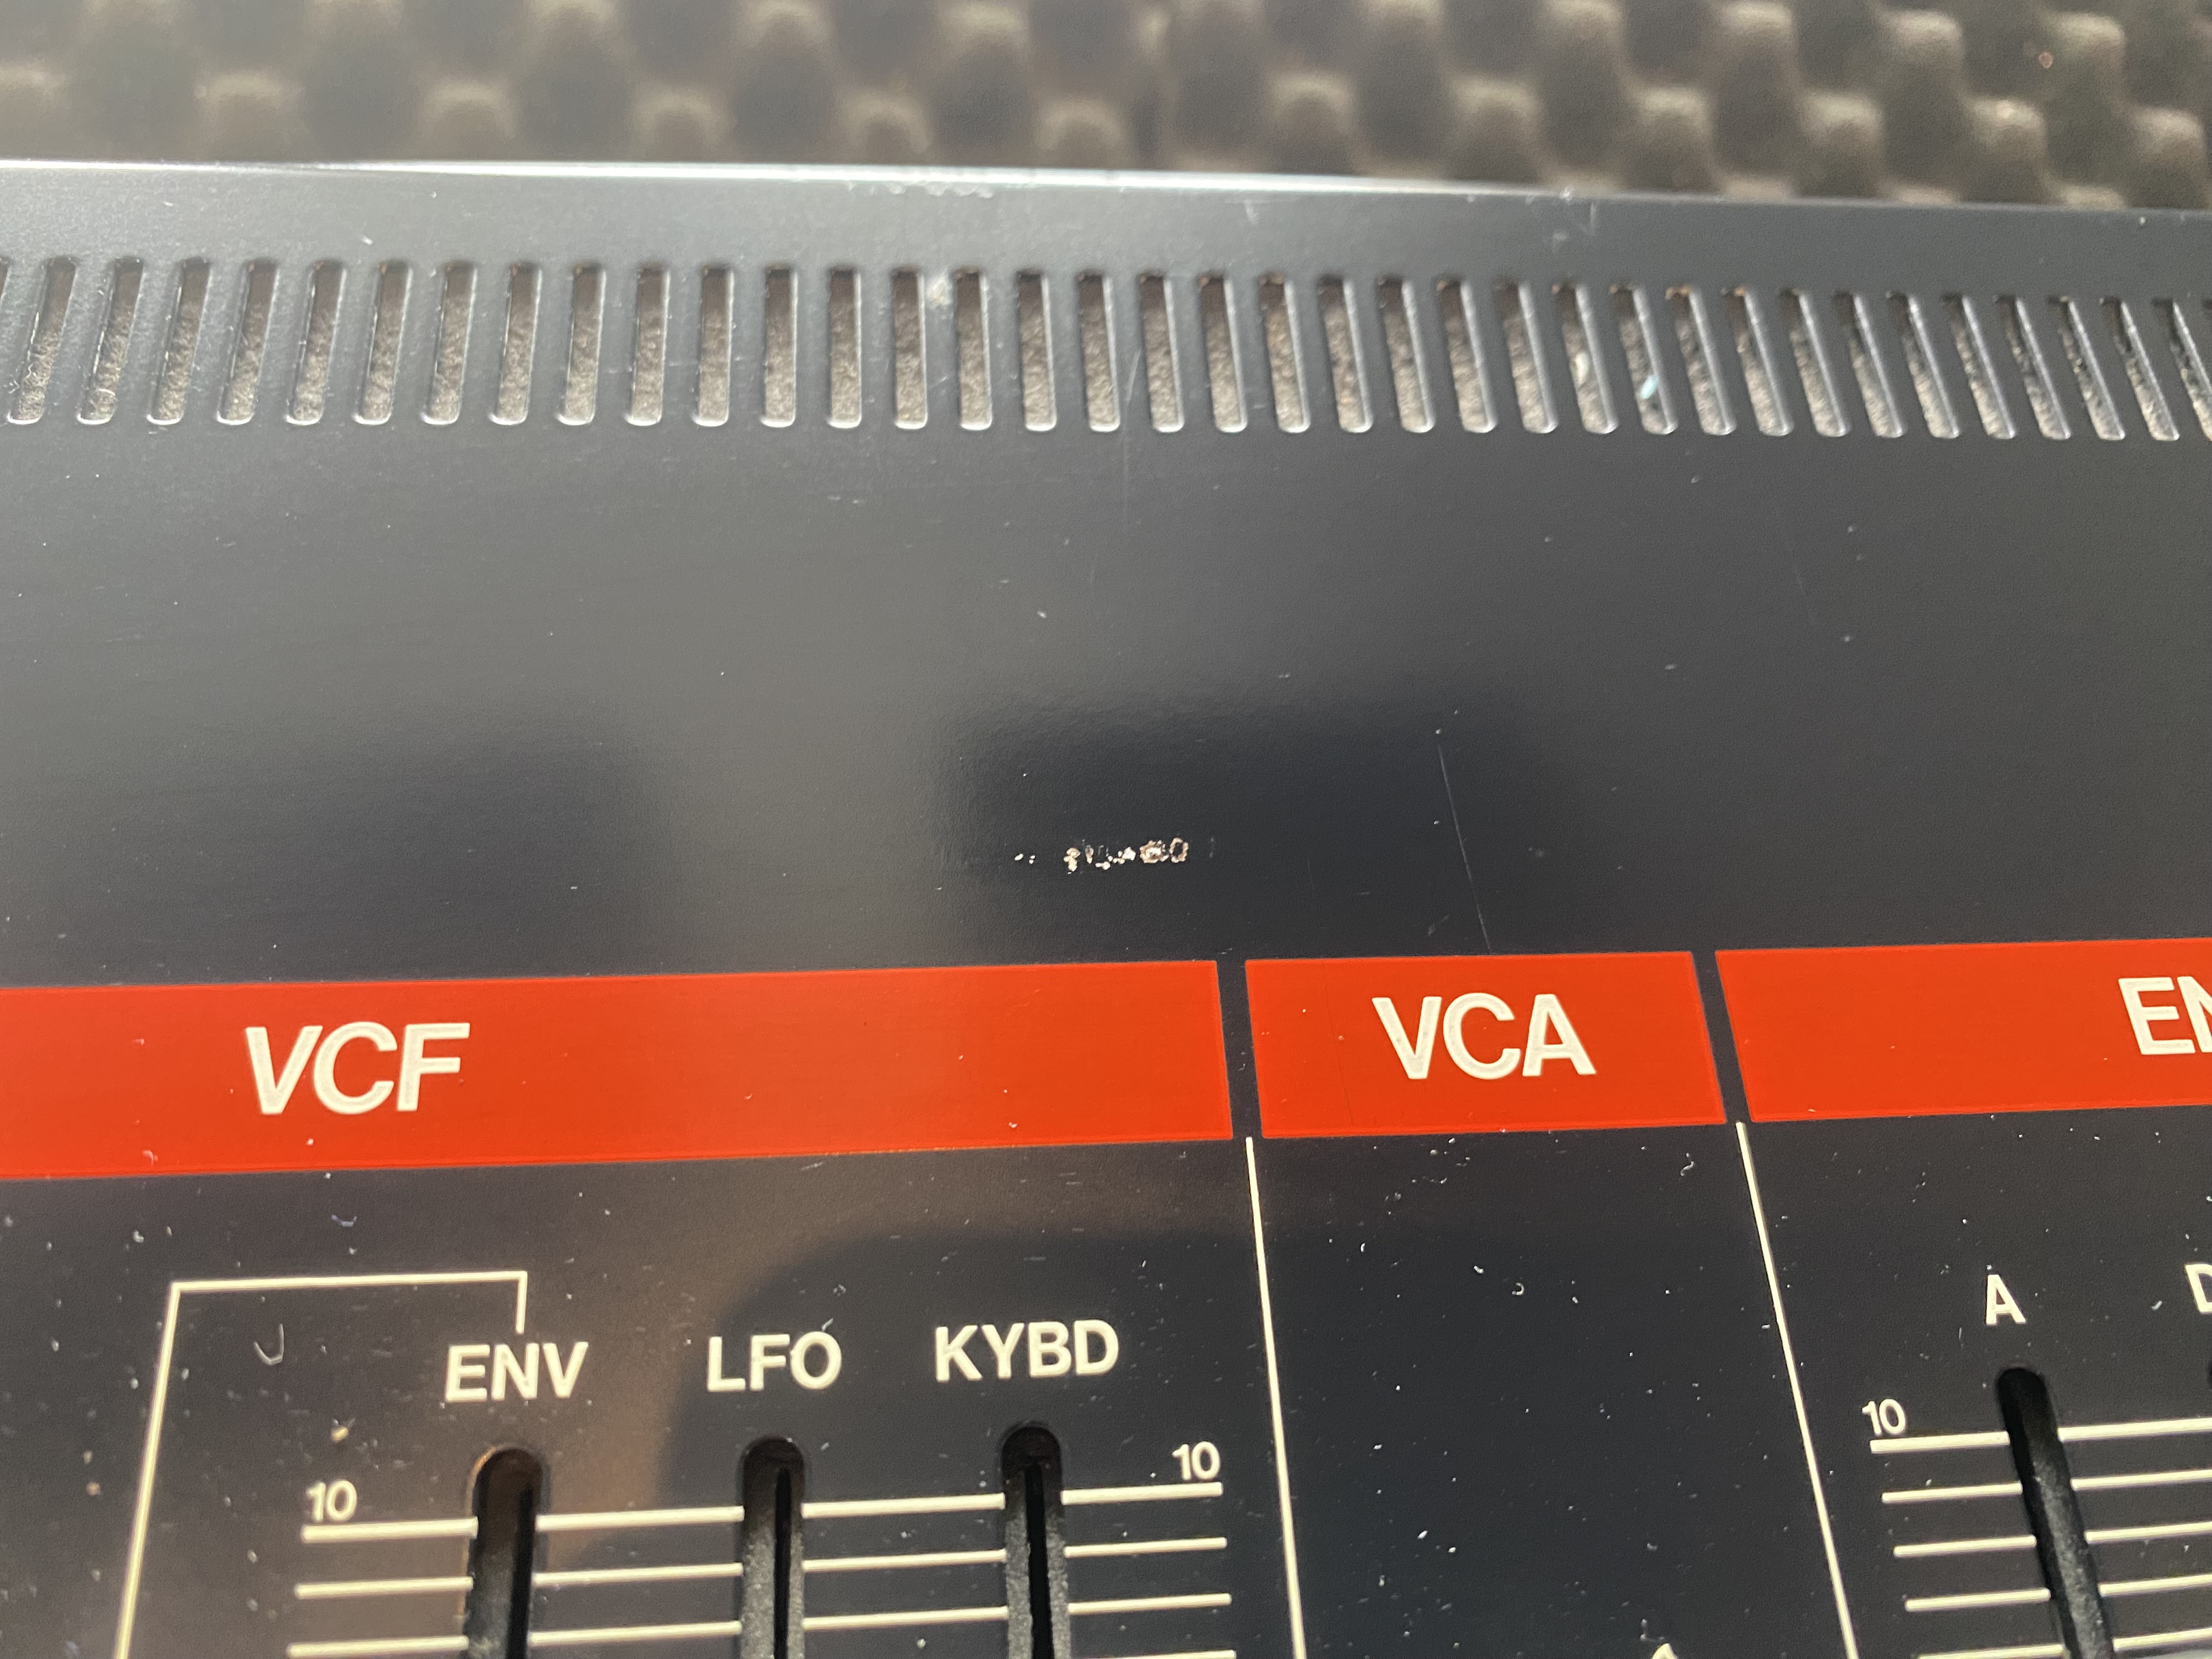 VCF VCA
ENV LFO KYBD A
10 10 10